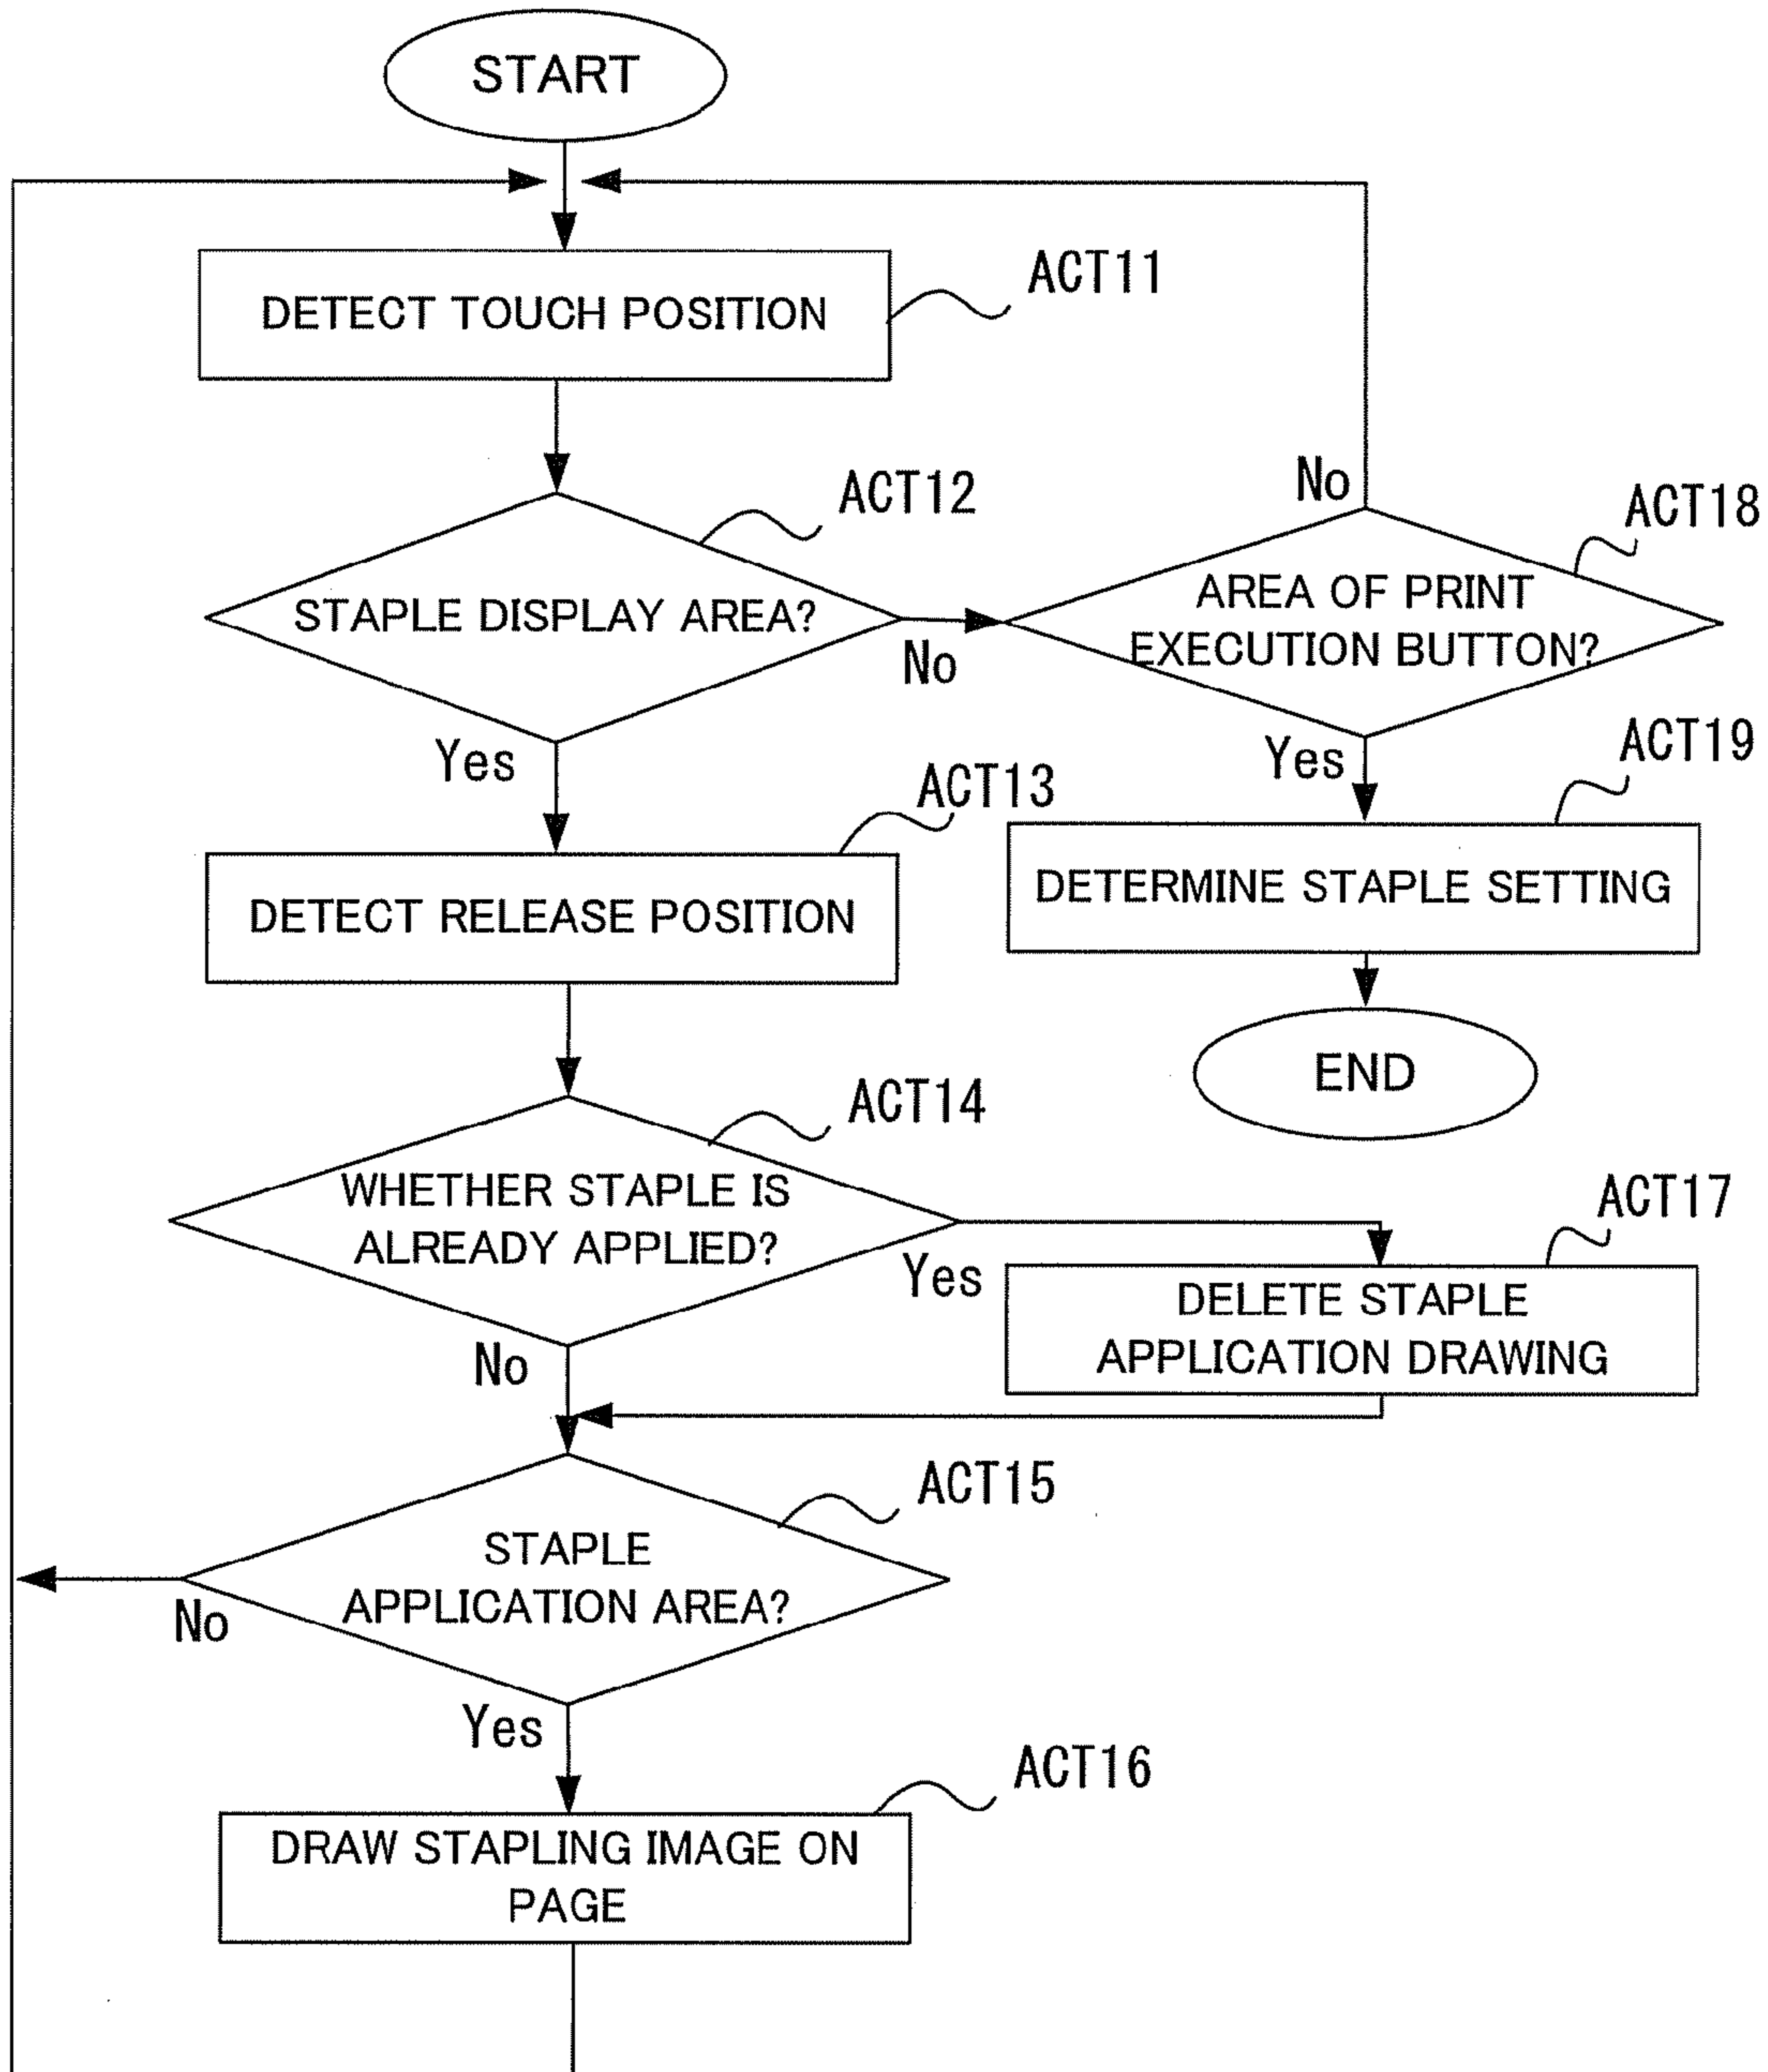 START
DETECT TOUCH POSITION
ACT11
STAPLE DISPLAY AREA?
ACT12
No
Yes
AREA OF PRINT
EXECUTION BUTTON?
ACT18
No
Yes
DETECT RELEASE POSITION
ACT13
DETERMINE STAPLE SETTING
ACT19
END
WHETHER STAPLE IS
ALREADY APPLIED?
ACT14
Yes
No
DELETE STAPLE
APPLICATION DRAWING
ACT17
STAPLE
APPLICATION AREA?
ACT15
No
Yes
DRAW STAPLING IMAGE ON
PAGE
ACT16